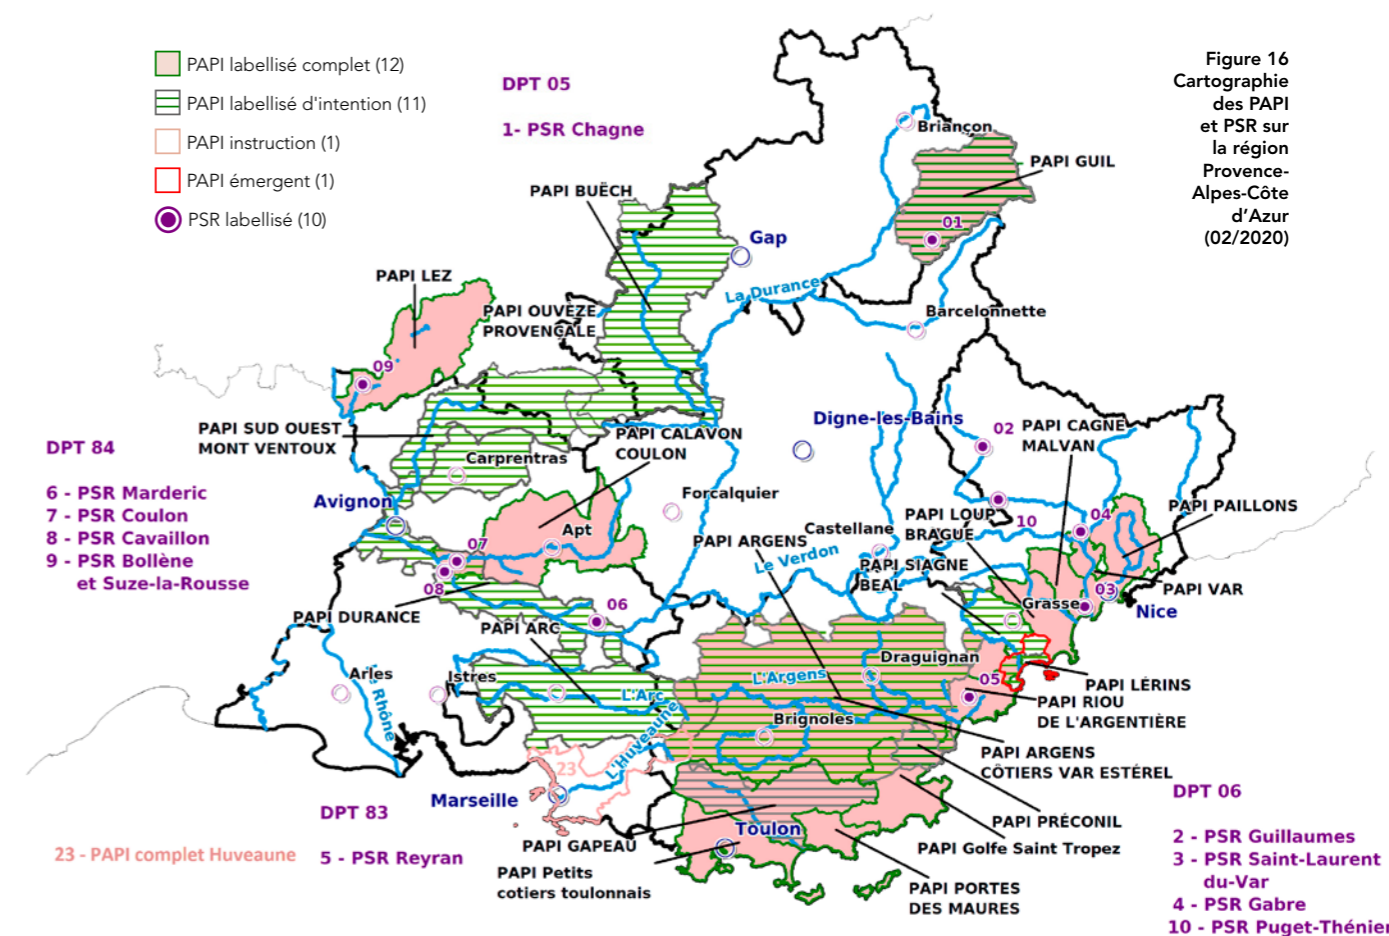 PAPI labellisé complet (12)
PAPI labellisé d'intention (11)
PAPI instruction (1)
PAPI émergent (1)
PSR labellisé (10)
DPT 05
1- PSR Chagne
Figure 16
Cartographie
des PAPI
et PSR sur
la région
Provence-
Alpes-Côte
d'Azur
(02/2020)
Briançon
PAPI GUIL
PAPI BUËCH
01
Gap
PAPI LEZ
La Durance
PAPI OUVEZE
PROVENÇALE
Barcelonnette
09
Digne-les-Bains
PAPI SUD OUEST
MONT VENTOUX
PAPI CALAVON
COULON
02
PAPI CAGNE
MALVAN
DPT 84
6 - PSR Marderic
7 - PSR Coulon
8 - PSR Cavaillon
9 - PSR Bollène
et Suze-la-Rousse
Carprentras
Avignon
Forcalquier
PAPI PAILLONS
PAPI LOUP
BRAGUE
10
04
Apt
07
PAPI ARGENS
Castellane
Le Verdon
PAPI SIAGNE
BEAL
08
PAPI VAR
03
Nice
Grasse
06
PAPI DURANCE
PAPI ARC
Draguignan
Arles
Istres
L'Argens
05
PAPI LÉRINS
L'Arc
PAPI RIOU
DE L'ARGENTIÈRE
Rhône
Brignoles
L'Huveaune
PAPI ARGENS
CÔTIERS VAR ESTÉREL
23
Marseille
DPT 83
5 - PSR Reyran
23 - PAPI complet Huveaune
PAPI PRÉCONIL
Toulon
PAPI GAPEAU
PAPI Golfe Saint Tropez
PAPI Petits
cotiers toulonnais
PAPI PORTES
DES MAURES
DPT 06
2 - PSR Guillaumes
3 - PSR Saint-Laurent
du-Var
4 - PSR Gabre
10 - PSR Puget-Thénier